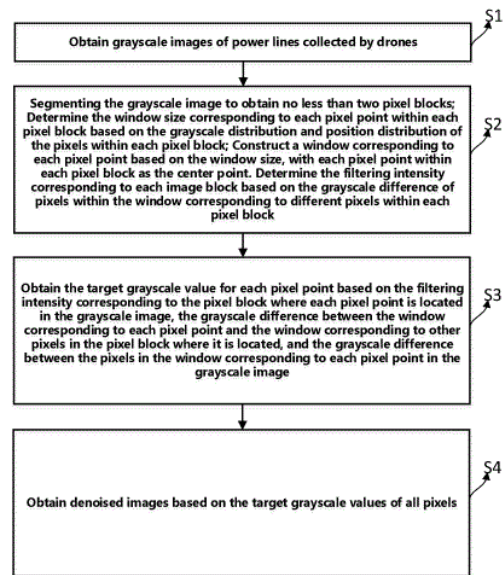 S1
Obtain grayscale images of power lines collected by drones
S2
Segmenting the grayscale image to obtain no less than two pixel blocks;
Determine the window size corresponding to each pixel point within
each pixel block based on the grayscale distribution and position distribution
of the pixels within each pixel block; Construct a window corresponding to
each pixel point based on the window size, with each pixel point within
each pixel block as the center point. Determine the filtering intensity
corresponding to each image block based on the grayscale difference of
pixels within the window corresponding to different pixels within each
pixel block
S3
Obtain the target grayscale value for each pixel point based on the filtering
intensity corresponding to the pixel block where each pixel point is located
in the grayscale image, the grayscale difference between the window
corresponding to each pixel point and the window corresponding to other
pixels in the pixel block where it is located, and the grayscale difference
between the pixels in the window corresponding to each pixel point in the
grayscale image
S4
Obtain denoised images based on the target grayscale values of all pixels